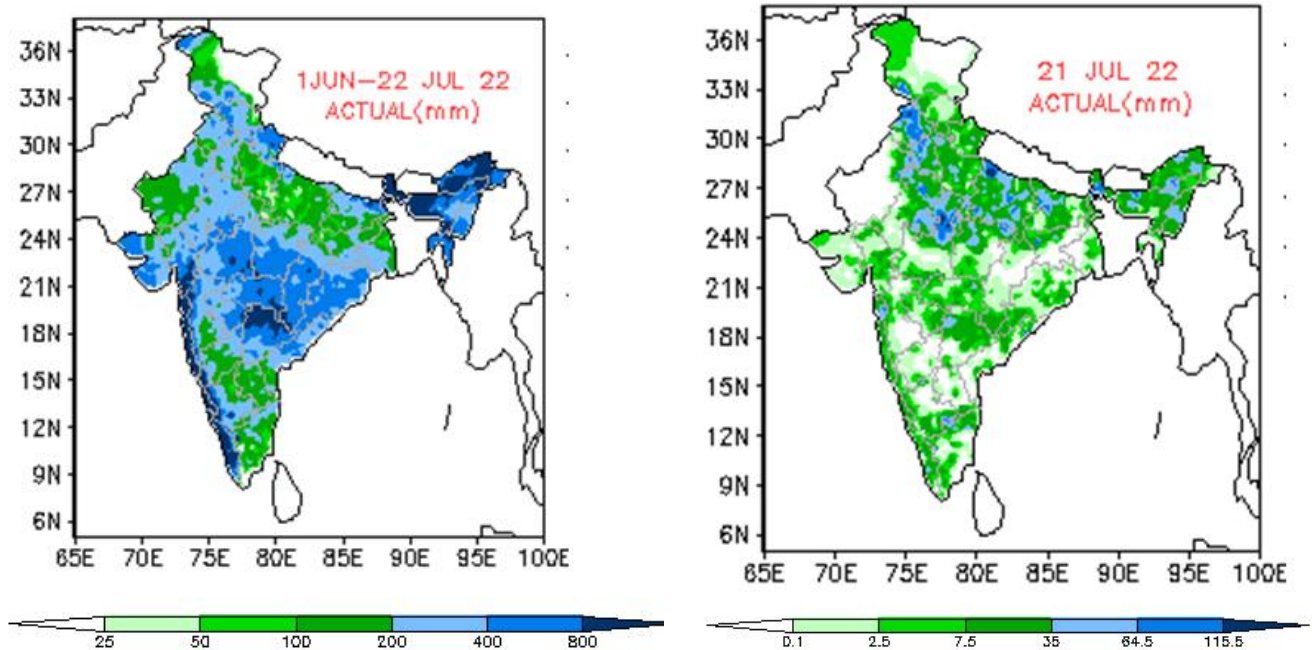 1JUN-22 JUL 22
ACTUAL(mm)
36N
33N
30N
27N
24N
21N
18N
15N
12N
9N
6N
65E 70E 75E 80E 85E 90E 95E 100E
25 50 100 200 400 800
21 JUL 22
ACTUAL(mm)
36N
33N
30N
27N
24N
21N
18N
15N
12N
9N
6N
65E 70E 75E 80E 85E 90E 95E 100E
0.1 2.5 7.5 35 64.5 115.5